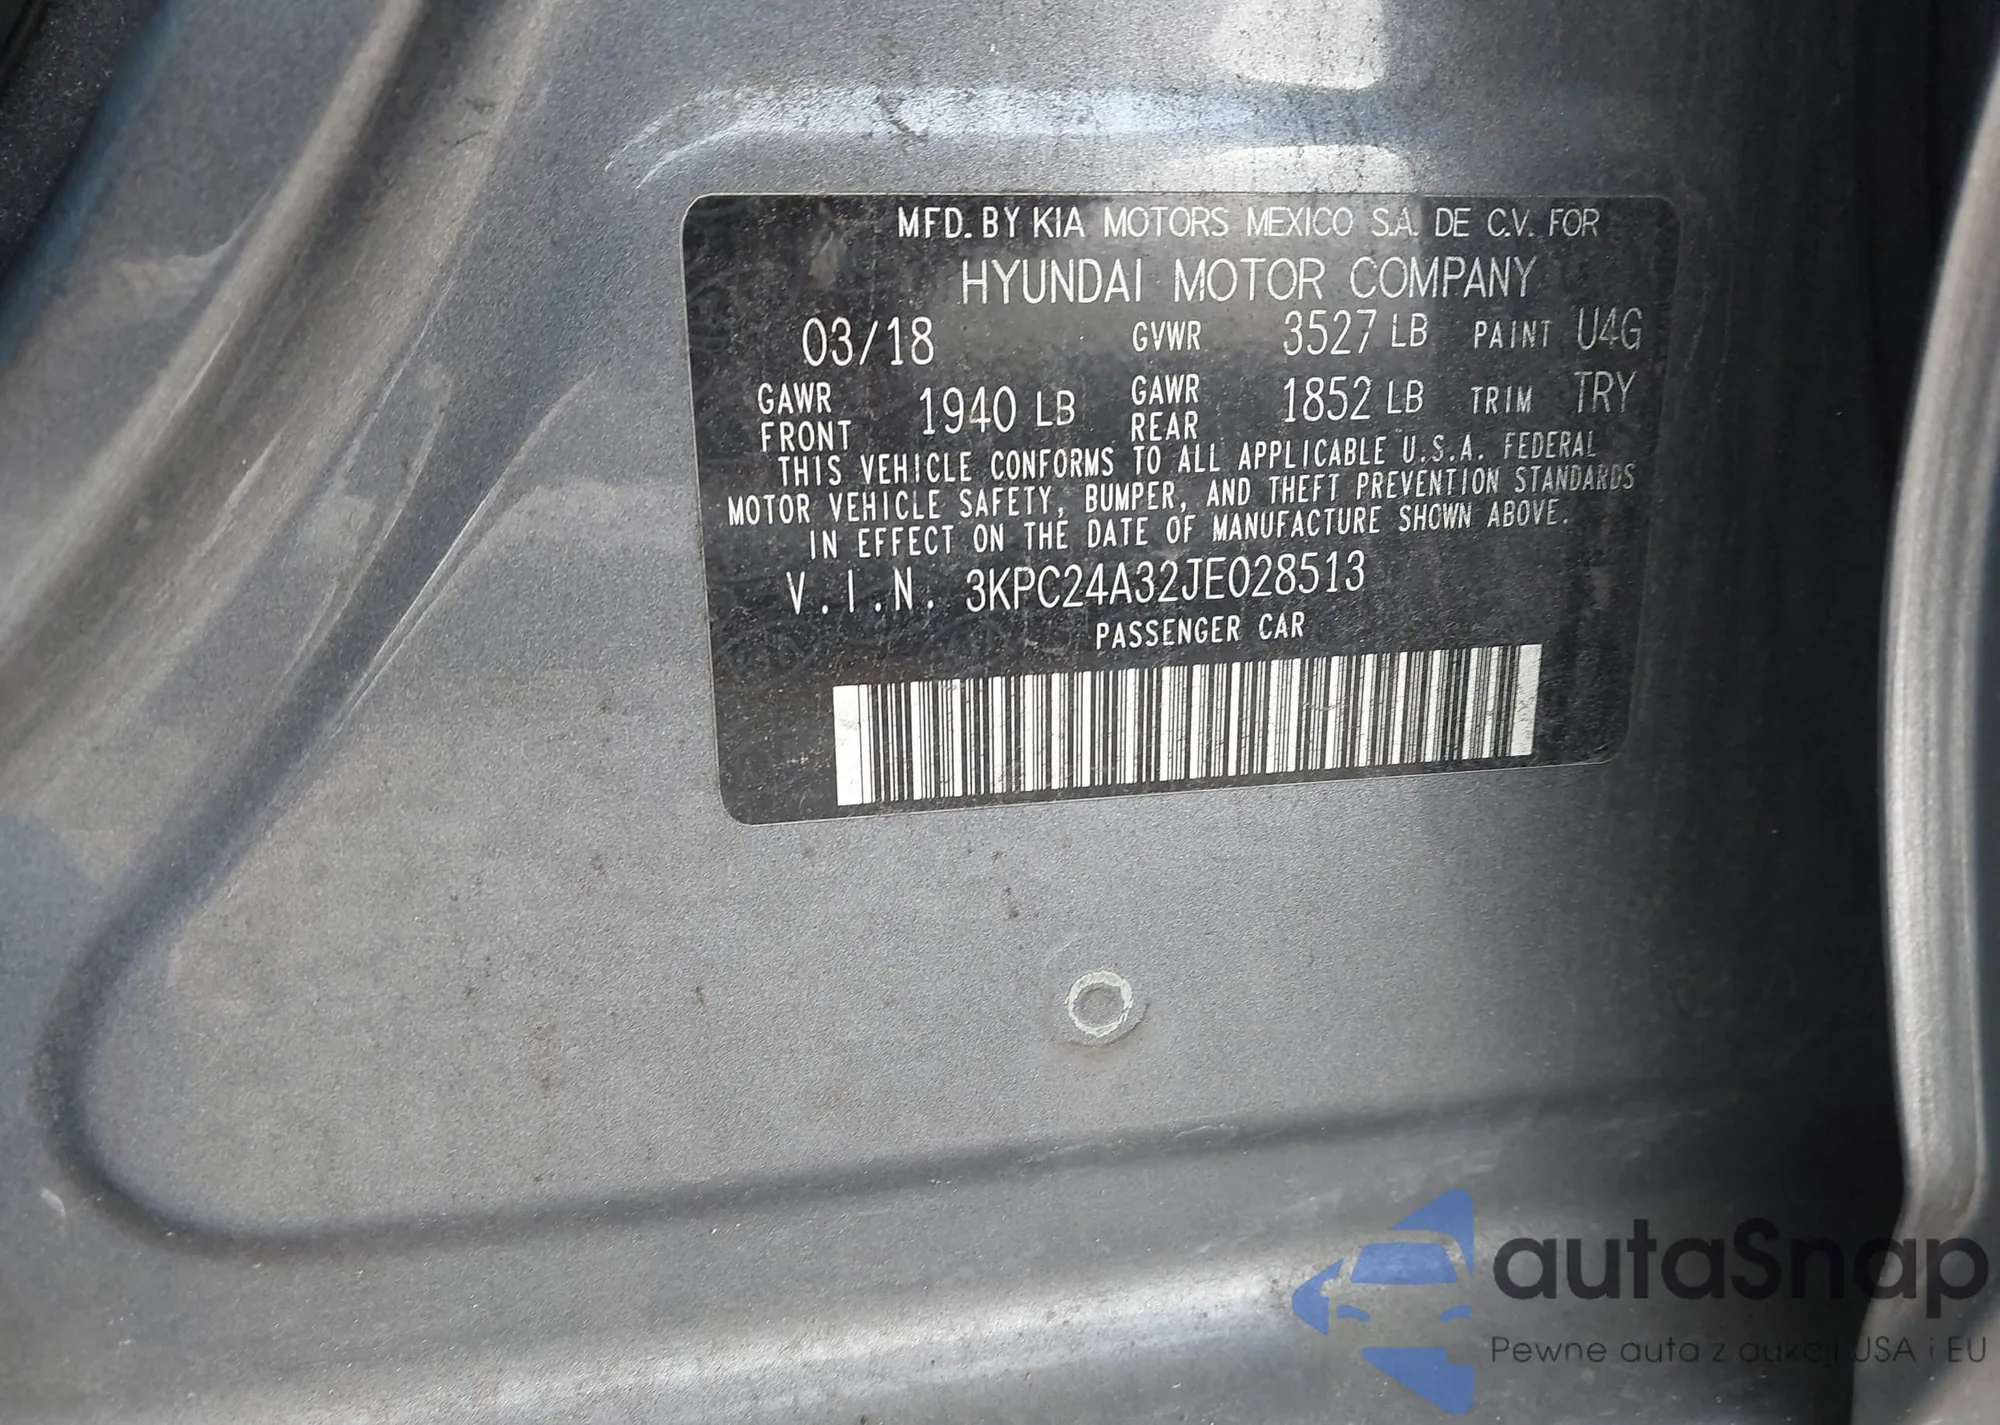 MFD. BY KIA MOTORS MEXICO S.A. DE C.V. FOR
HYUNDAI MOTOR COMPANY
03/18 GVWR 3527 LB PAINT U4G
GAWR FRONT 1940 LB GAWR REAR 1852 LB TRIM TRY
THIS VEHICLE CONFORMS TO ALL APPLICABLE U.S.A. FEDERAL
MOTOR VEHICLE SAFETY, BUMPER, AND THEFT PREVENTION STANDARDS
IN EFFECT ON THE DATE OF MANUFACTURE SHOWN ABOVE.
V.I.N. 3KPC24A32JE028513
PASSENGER CAR
autaSnap
Pewne auta z aukcji USA i EU